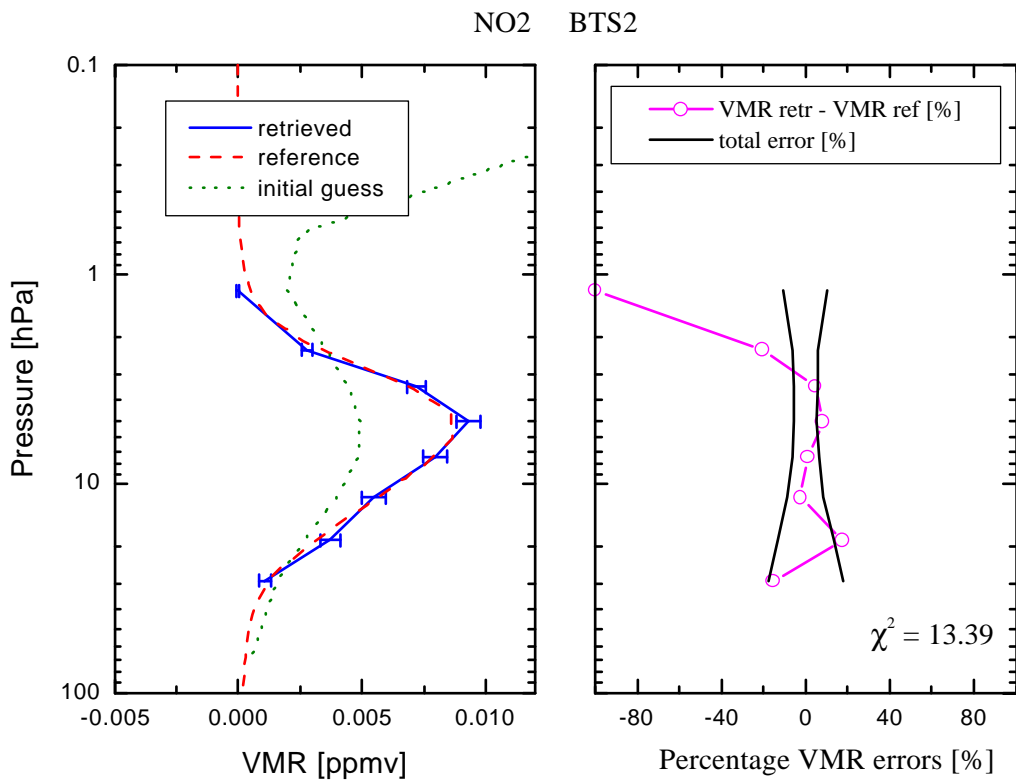 NO2 BTS2
0.1
1
10
100
Pressure [hPa]
retrieved
reference
initial guess
-0.005 0.000 0.005 0.010
VMR [ppmv]
VMR retr - VMR ref [%]
total error [%]
χ² = 13.39
-80 -40 0 40 80
Percentage VMR errors [%]